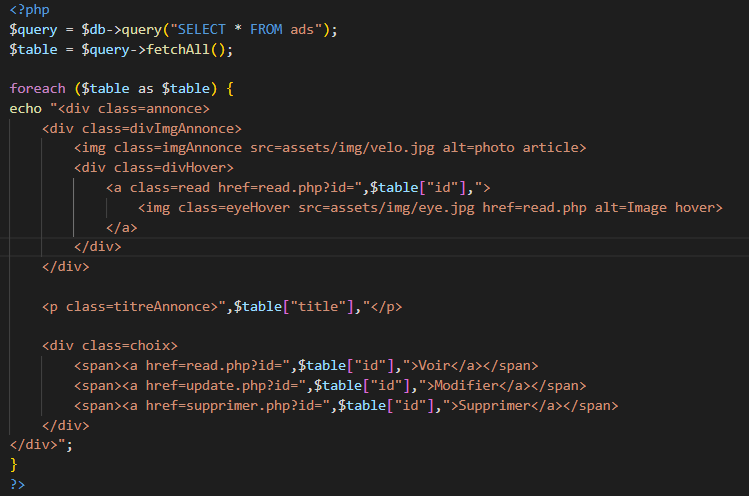 <?php
$query = $db->query("SELECT * FROM ads");
$table = $query->fetchAll();
foreach ($table as $table) {
echo "<div class=annonce>
<div class=divImgAnnonce>
<img class=imgAnnonce src=assets/img/velo.jpg alt=photo article>
<div class=divHover>
<a class=read href=read.php?id=",$table["id"],">
<img class=eyeHover src=assets/img/eye.jpg href=read.php alt=Image hover>
</a>
</div>
</div>
<p class=titreAnnonce>",$table["title"],"</p>
<div class=choix>
<span><a href=read.php?id=",$table["id"],">Voir</a></span>
<span><a href=update.php?id=",$table["id"],">Modifier</a></span>
<span><a href=supprimer.php?id=",$table["id"],">Supprimer</a></span>
</div>
</div>";
}
?>